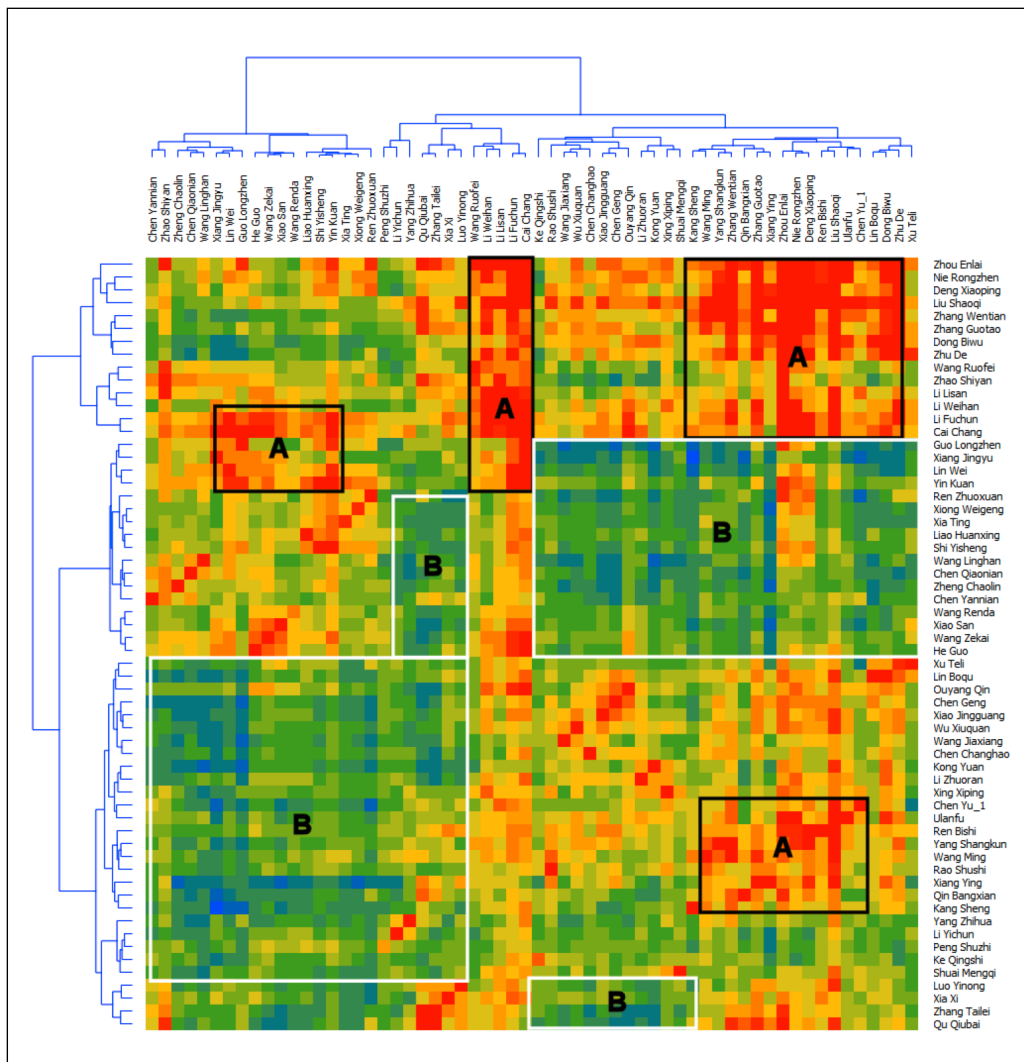 Chen Yannian
Zhao Shiyan
Zheng Chaolin
Chen Qiaonian
Wang Linghan
Xiang Jingyu
Lin Wei
Guo Longzhen
He Guo
Wang Zekai
Xiao San
Wang Renda
Liao Huanxing
Shi Yisheng
Yin Kuan
Xia Ting
Xiong Weigeng
Ren Zhuoxuan
Peng Shuzhi
Li Yichun
Yang Zhihua
Qu Qiubai
Zhang Tailei
Xia Xi
Luo Yinong
Wang Ruofei
Li Weihan
Li Lisan
Li Fuchun
Cai Chang
Ke Qingshi
Rao Shushi
Wang Jiaxiang
Wu Xiuquan
Chen Changhao
Xiao Jingguang
Chen Geng
Ouyang Qin
Li Zhuoran
Kong Yuan
Xing Xiping
Shuai Mengqi
Kang Sheng
Wang Ming
Yang Shangkun
Zhang Wentian
Qin Bangxuan
Zhang Guotao
Xiang Ying
Zhou Enlai
Nie Rongzhen
Deng Xiaoping
Ren Bishi
Liu Shaoqi
Ulanfu
Chen Yu_1
Lin Boqu
Dong Biwu
Zhu De
Xu Teli
Zhou Enlai
Nie Rongzhen
Deng Xiaoping
Liu Shaoqi
Zhang Wentian
Zhang Guotao
Dong Biwu
Zhu De
Wang Ruofei
Zhao Shiyan
Li Lisan
Li Weihan
Li Fuchun
Cai Chang
Guo Longzhen
Xiang Jingyu
Lin Wei
Yin Kuan
Ren Zhuoxuan
Xiong Weigeng
Xia Ting
Liao Huanxing
Shi Yisheng
Wang Linghan
Chen Qiaonian
Zheng Chaolin
Chen Yannian
Wang Renda
Xiao San
Wang Zekai
He Guo
Xu Teli
Lin Boqu
Ouyang Qin
Chen Geng
Xiao Jingguang
Wu Xiuquan
Wang Jiaxiang
Chen Changhao
Kong Yuan
Li Zhuoran
Xing Xiping
Chen Yu_1
Ulanfu
Ren Bishi
Yang Shangkun
Wang Ming
Rao Shushi
Xiang Ying
Qin Bangxian
Kang Sheng
Yang Zhihua
Li Yichun
Peng Shuzhi
Ke Qingshi
Shuai Mengqi
Luo Yinong
Xia Xi
Zhang Tailei
Qu Qiubai
A
A
A
B
B
B
A
B